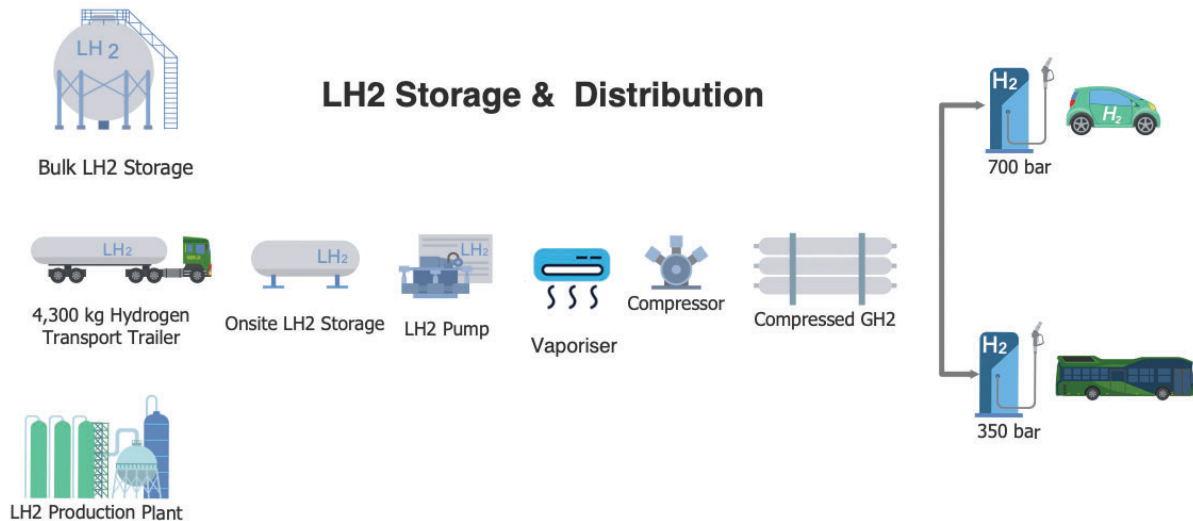 LH2
LH2 Storage & Distribution
Bulk LH2 Storage
H2
H2
700 bar
LH2
4,300 kg Hydrogen
Transport Trailer
LH2
Onsite LH2 Storage
LH2
LH2 Pump
Vaporiser
Compressor
Compressed GH2
H2
350 bar
LH2 Production Plant